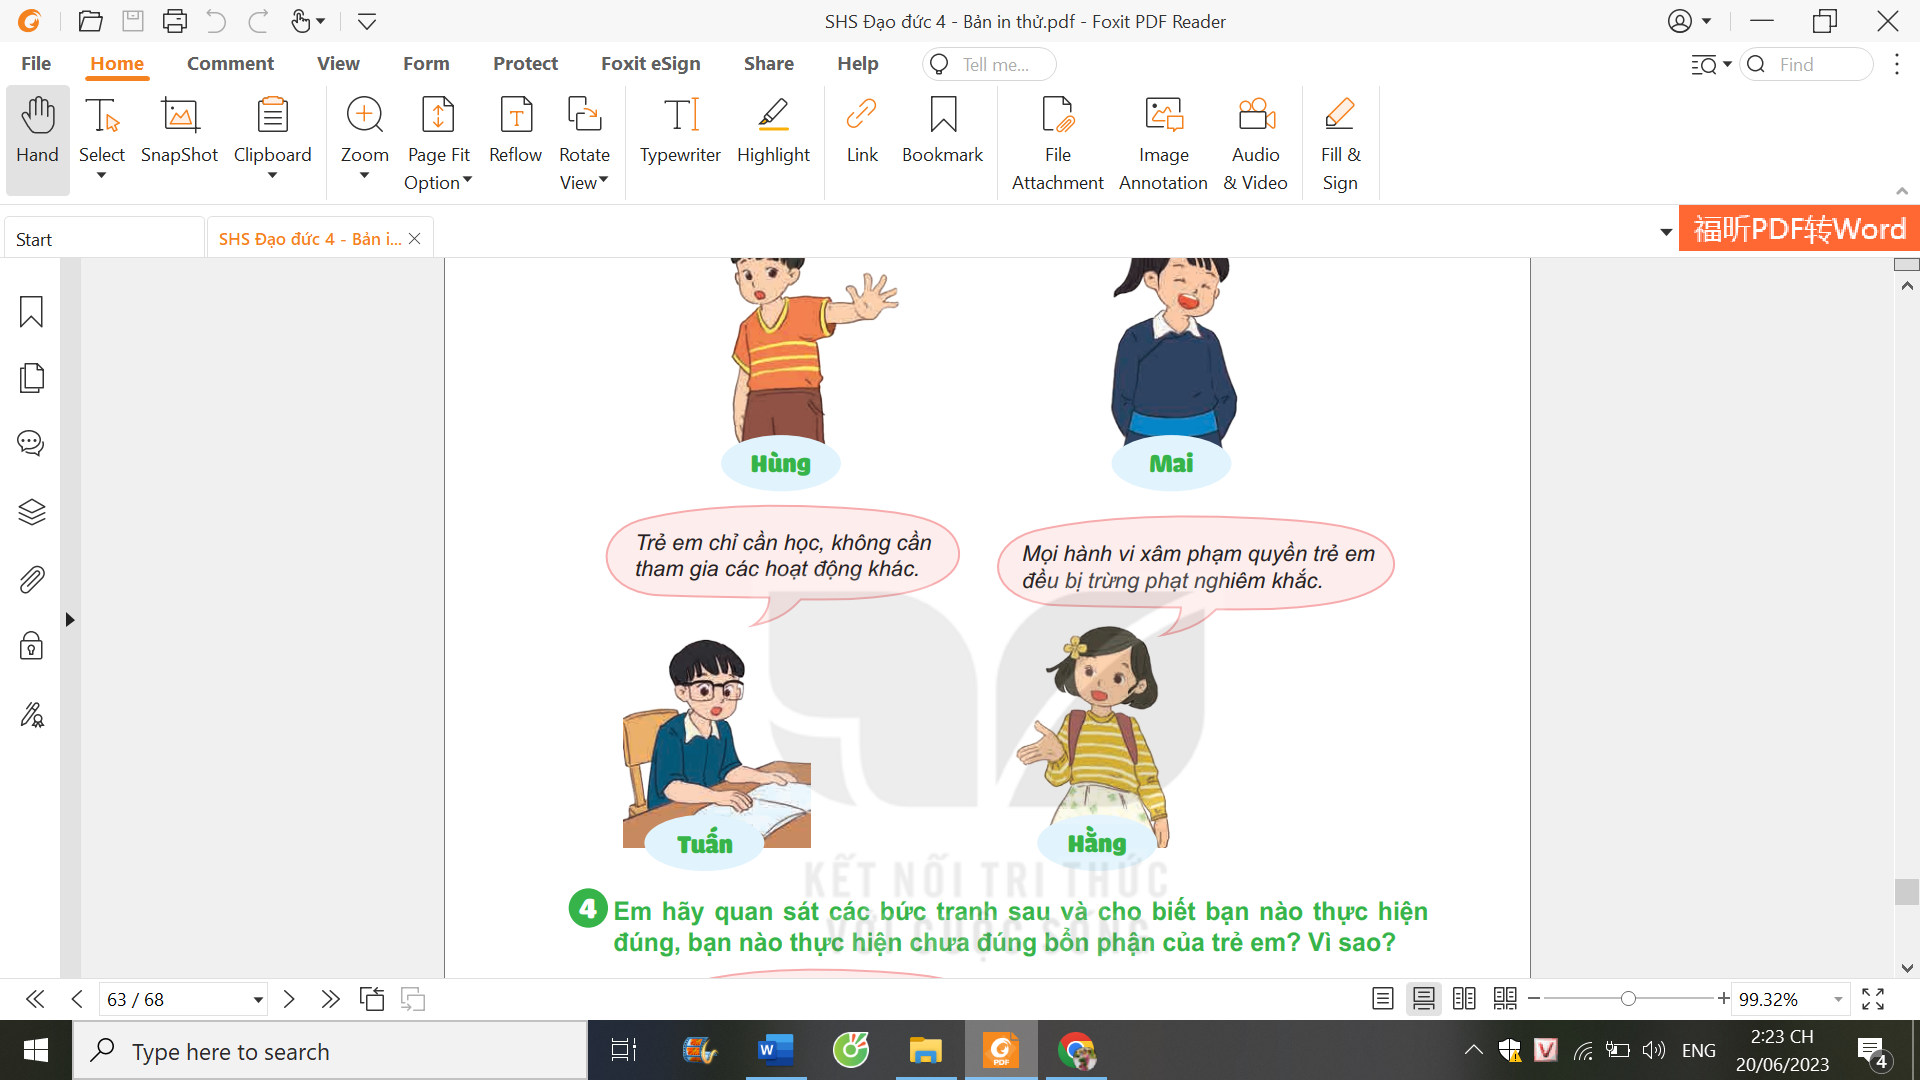 SHS Đạo đức 4 - Bản in thử.pdf - Foxit PDF Reader
File Home Comment View Form Protect Foxit eSign Share Help Tell me... Find
Hand Select SnapShot Clipboard Zoom Page Fit Option Reflow Rotate View Typewriter Highlight Link Bookmark File Attachment Image Annotation Audio & Video Fill & Sign
Start SHS Đạo đức 4 - Bản i... 福昕PDF转Word
Hùng Mai
Trẻ em chỉ cần học, không cần
tham gia các hoạt động khác.
Mọi hành vi xâm phạm quyền trẻ em
đều bị trừng phạt nghiêm khắc.
Tuấn Hằng
KẾT NỐI TRI THỨC
VỚI CUỘC SỐNG
4 Em hãy quan sát các bức tranh sau và cho biết bạn nào thực hiện
đúng, bạn nào thực hiện chưa đúng bổn phận của trẻ em? Vì sao?
63 / 68 99.32%
Type here to search ENG 2:23 CH
20/06/2023 4